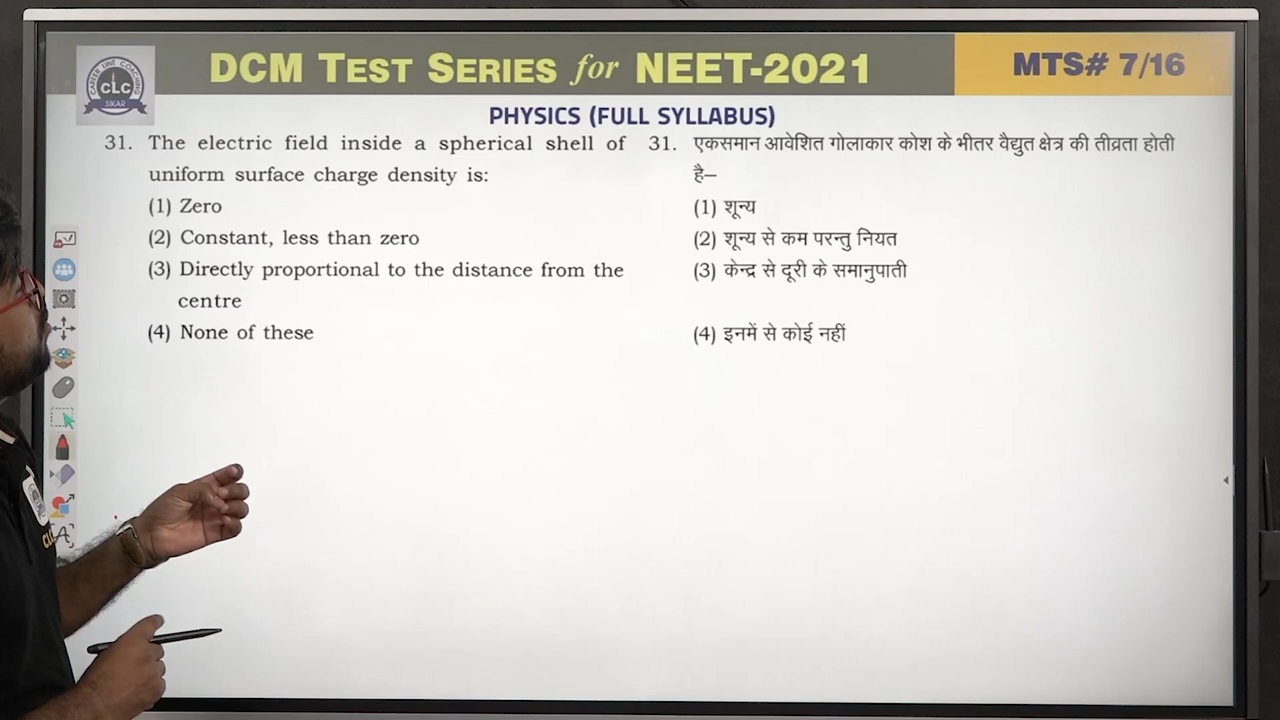 CAREER LINE COACHING
CLC
SIKAR
DCM TEST SERIES for NEET-2021
MTS# 7/16
PHYSICS (FULL SYLLABUS)
31. The electric field inside a spherical shell of
uniform surface charge density is:
(1) Zero
(2) Constant, less than zero
(3) Directly proportional to the distance from the
centre
(4) None of these
31. एकसमान आवेशित गोलाकार कोश के भीतर वैद्युत क्षेत्र की तीव्रता होती
है–
(1) शून्य
(2) शून्य से कम परन्तु नियत
(3) केन्द्र से दूरी के समानुपाती
(4) इनमें से कोई नहीं